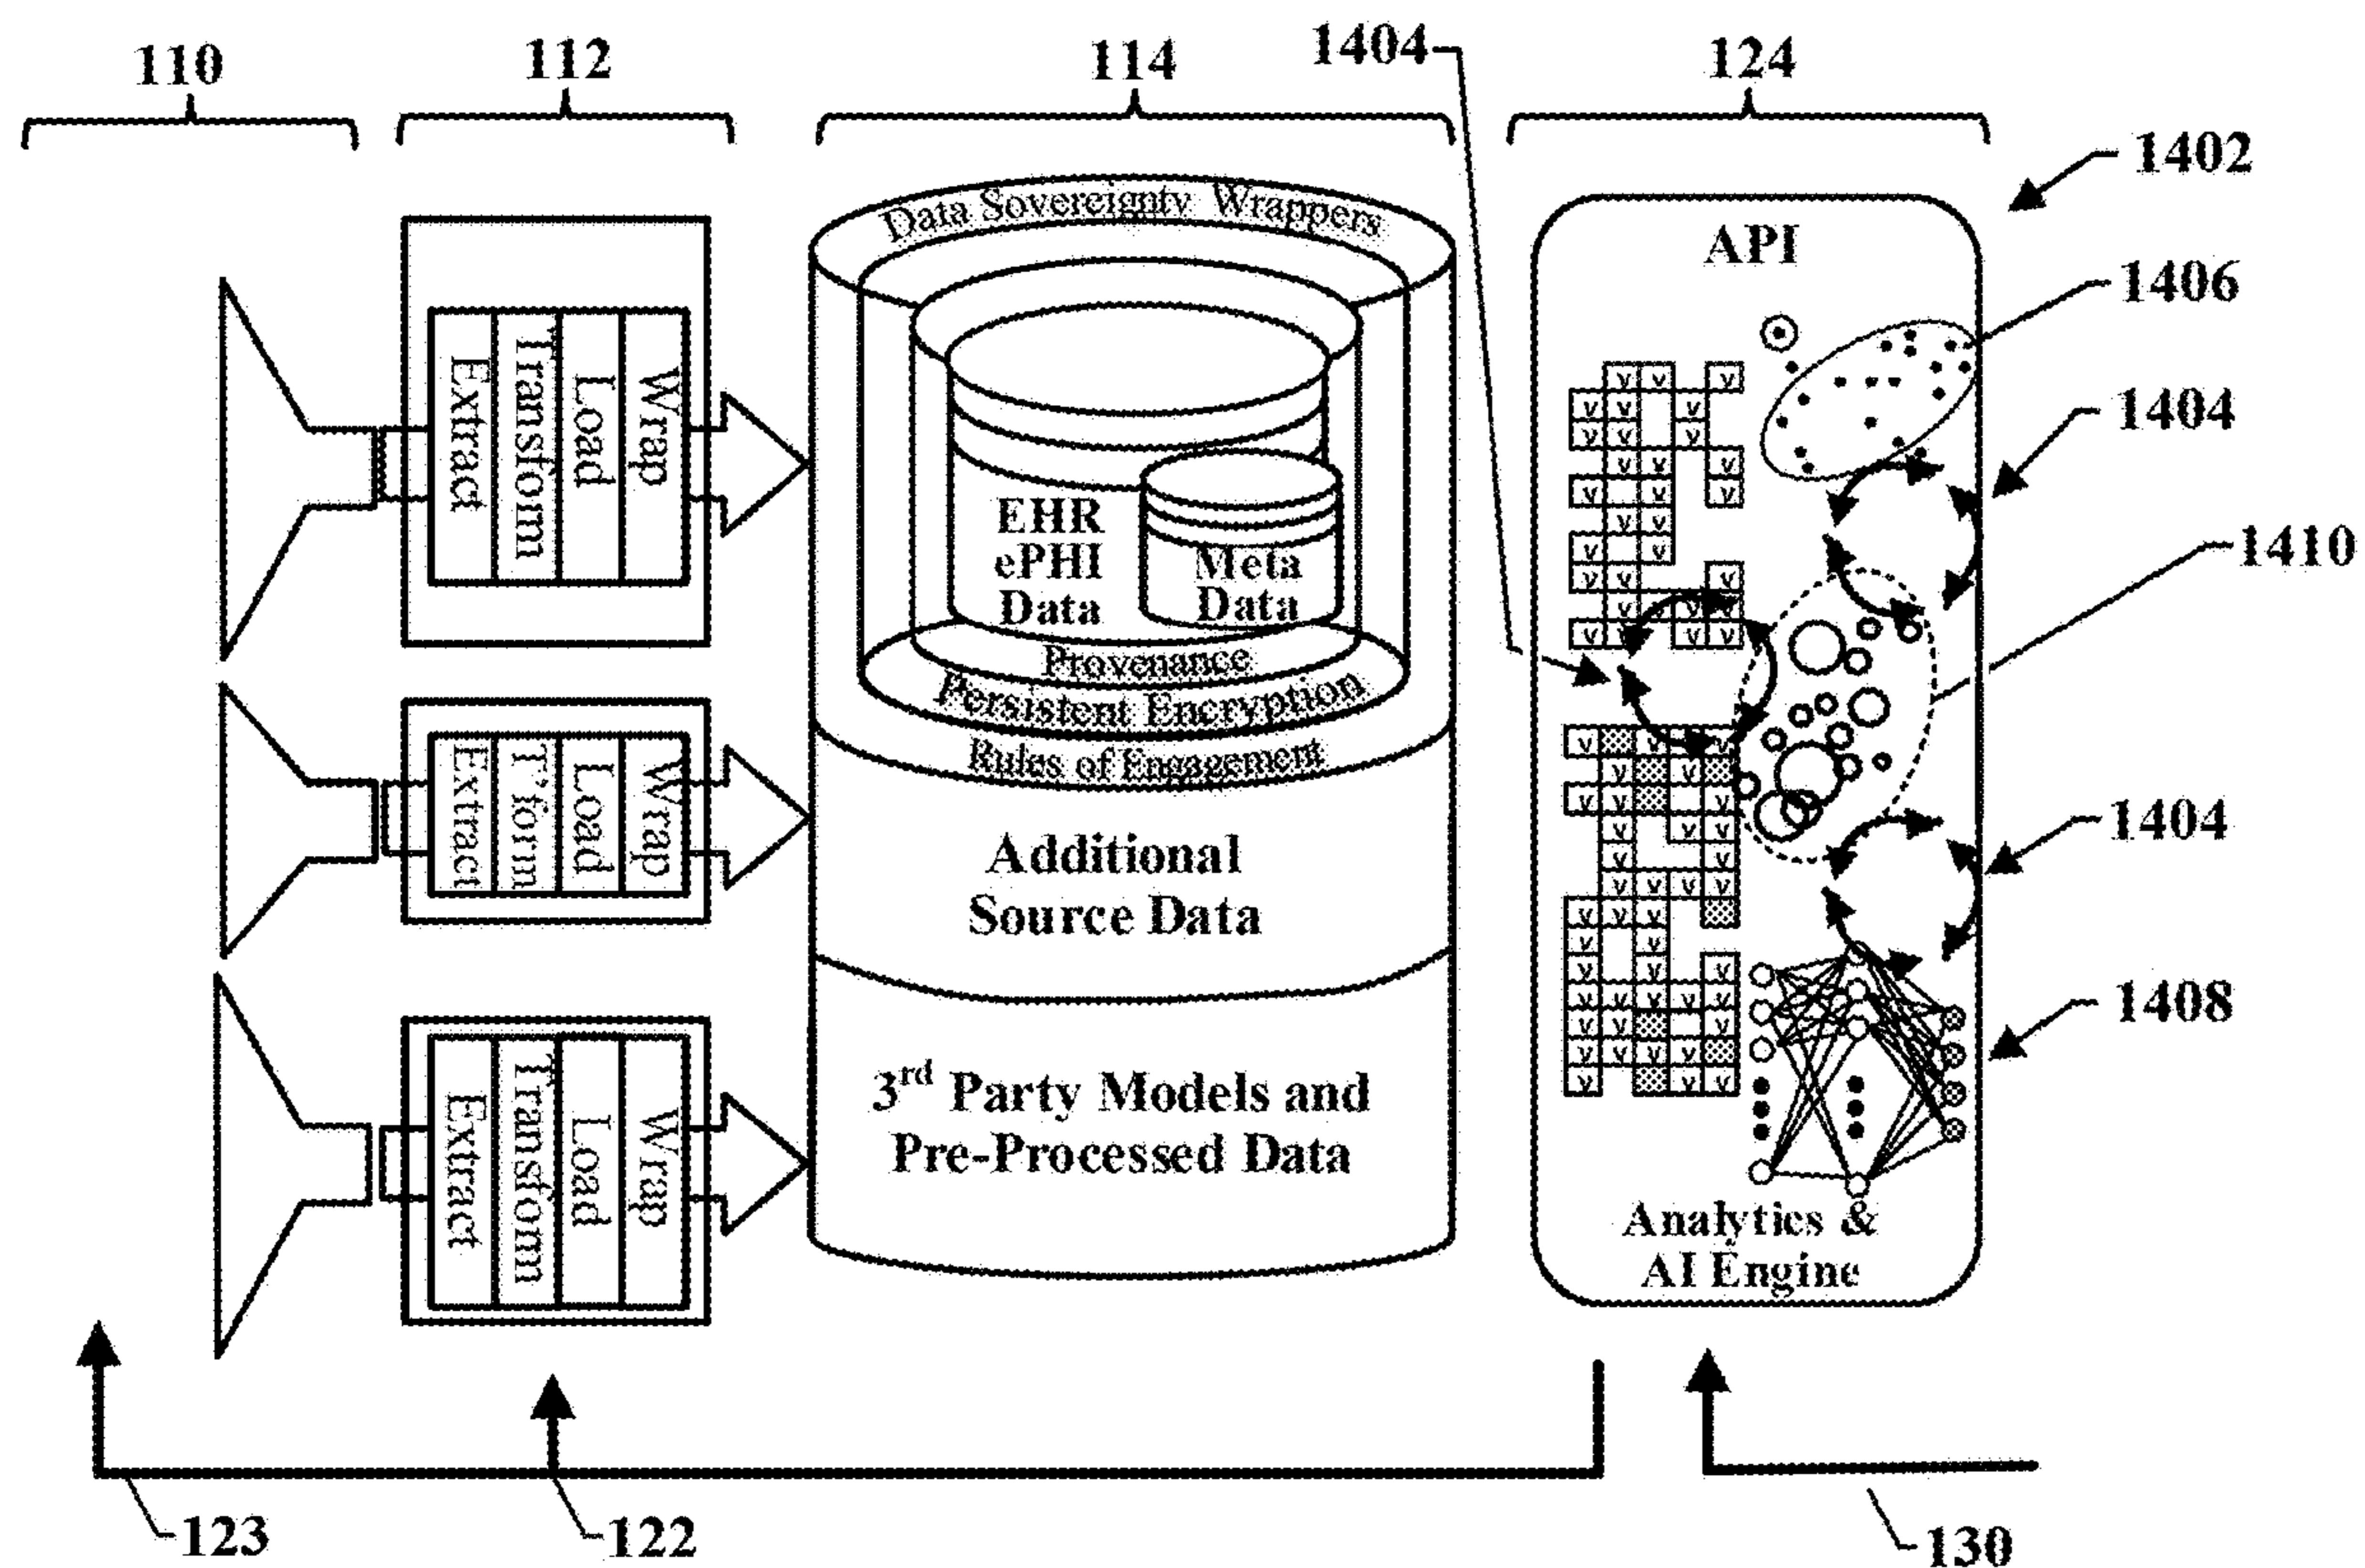 110
112
114
1404
124
1402
API
1406
1404
1410
1404
1404
1408
Extract
Transform
Load
Wrap
Extract
T'form
Load
Wrap
Extract
Transform
Load
Wrap
Data Sovereignty Wrappers
EHR
ePHI
Data
Meta
Data
Provenance
Persistent Encryption
Rules of Engagement
Additional
Source Data
3rd Party Models and
Pre-Processed Data
Analytics &
AI Engine
123
122
130